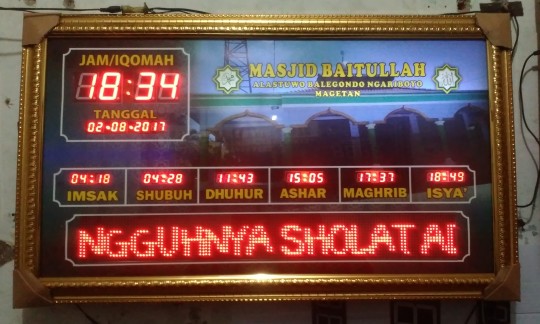 JAM/IQOMAH
18:34
TANGGAL
02-08-2017
MASJID BAITULLAH
ALASTUWO BALEGONDO NGARIBOYO
MAGETAN
04:18 04:28 11:43 15:05 17:37 18:49
IMSAK SHUBUH DHUHUR ASHAR MAGHRIB ISYA'
NGGUHNYA SHOLAT